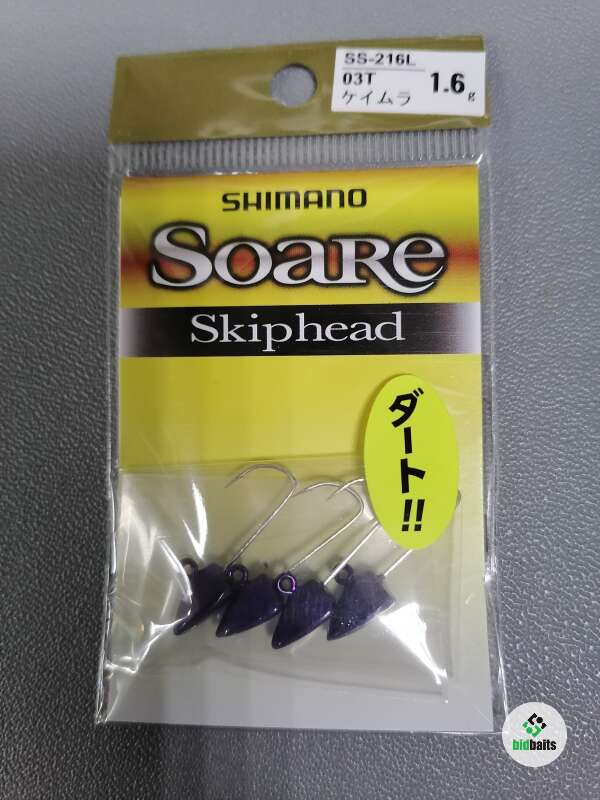 SS-216L
03T
ケイムラ
1.6g
SHIMANO
SOARE
Skiphead
ダート!!
bidbaits